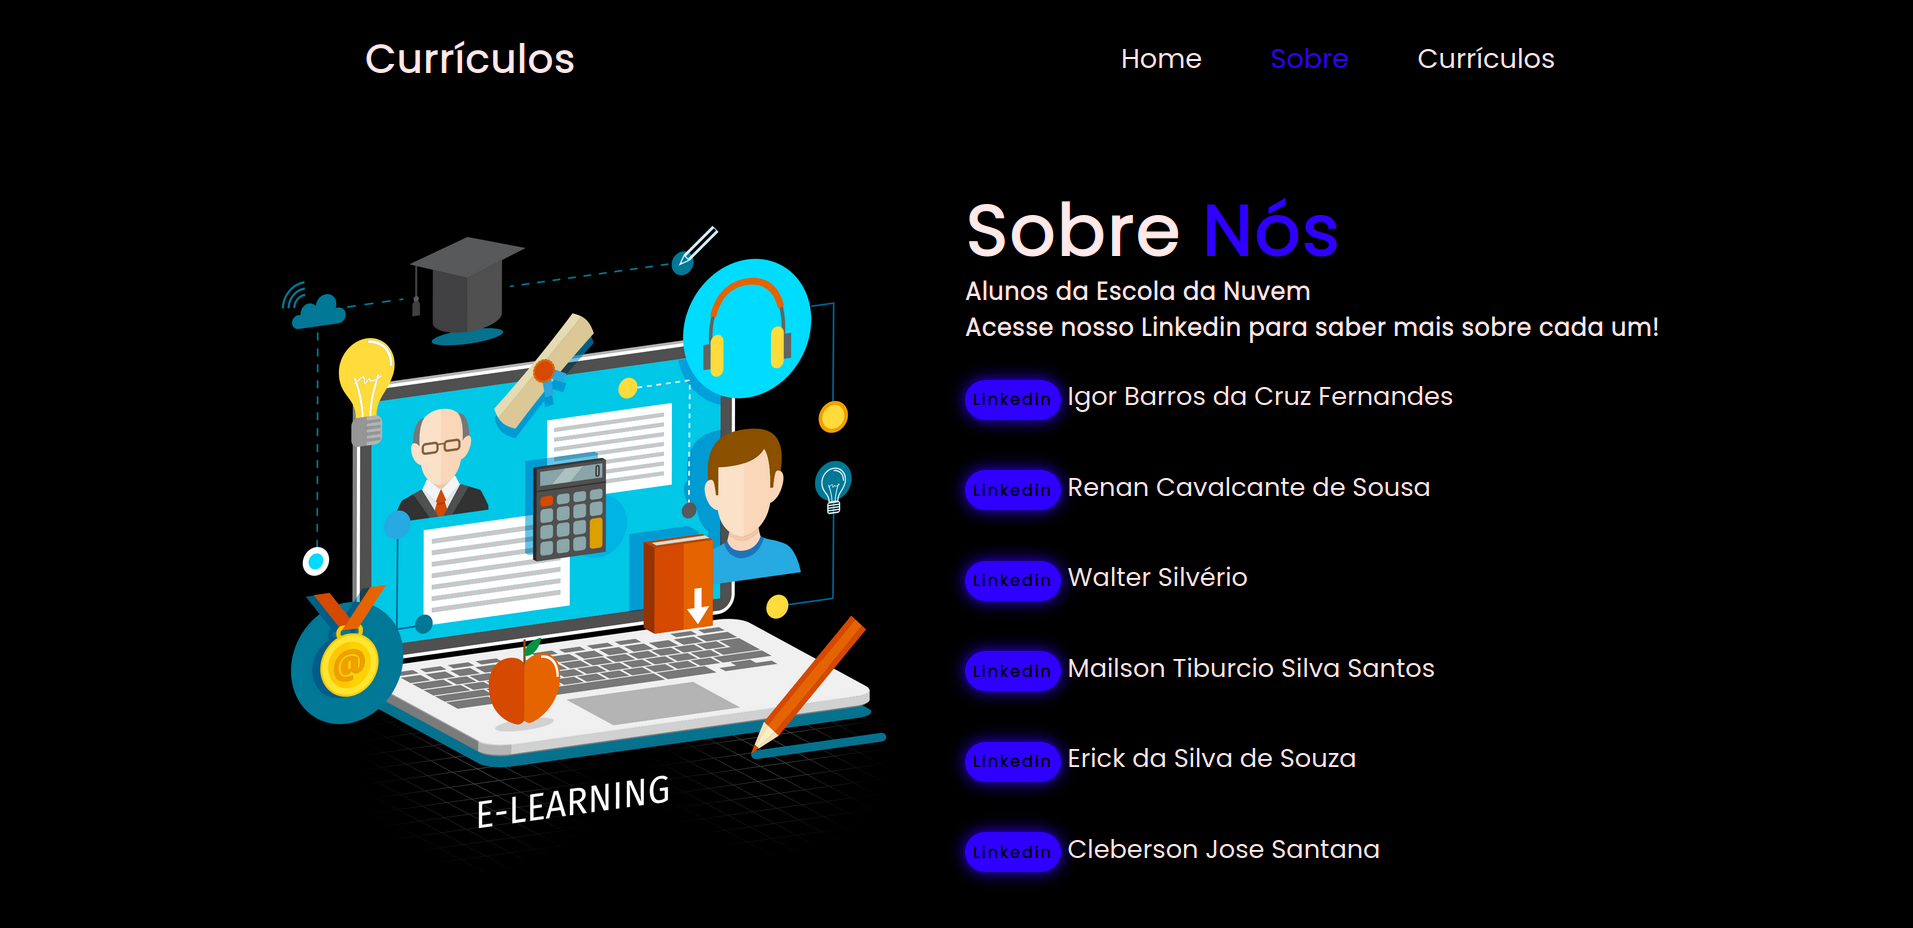 Currículos
Home Sobre Currículos
Sobre Nós
Alunos da Escola da Nuvem
Acesse nosso Linkedin para saber mais sobre cada um!
Linkedin Igor Barros da Cruz Fernandes
Linkedin Renan Cavalcante de Sousa
Linkedin Walter Silvério
Linkedin Mailson Tiburcio Silva Santos
Linkedin Erick da Silva de Souza
Linkedin Cleberson Jose Santana
0
@
E-LEARNING